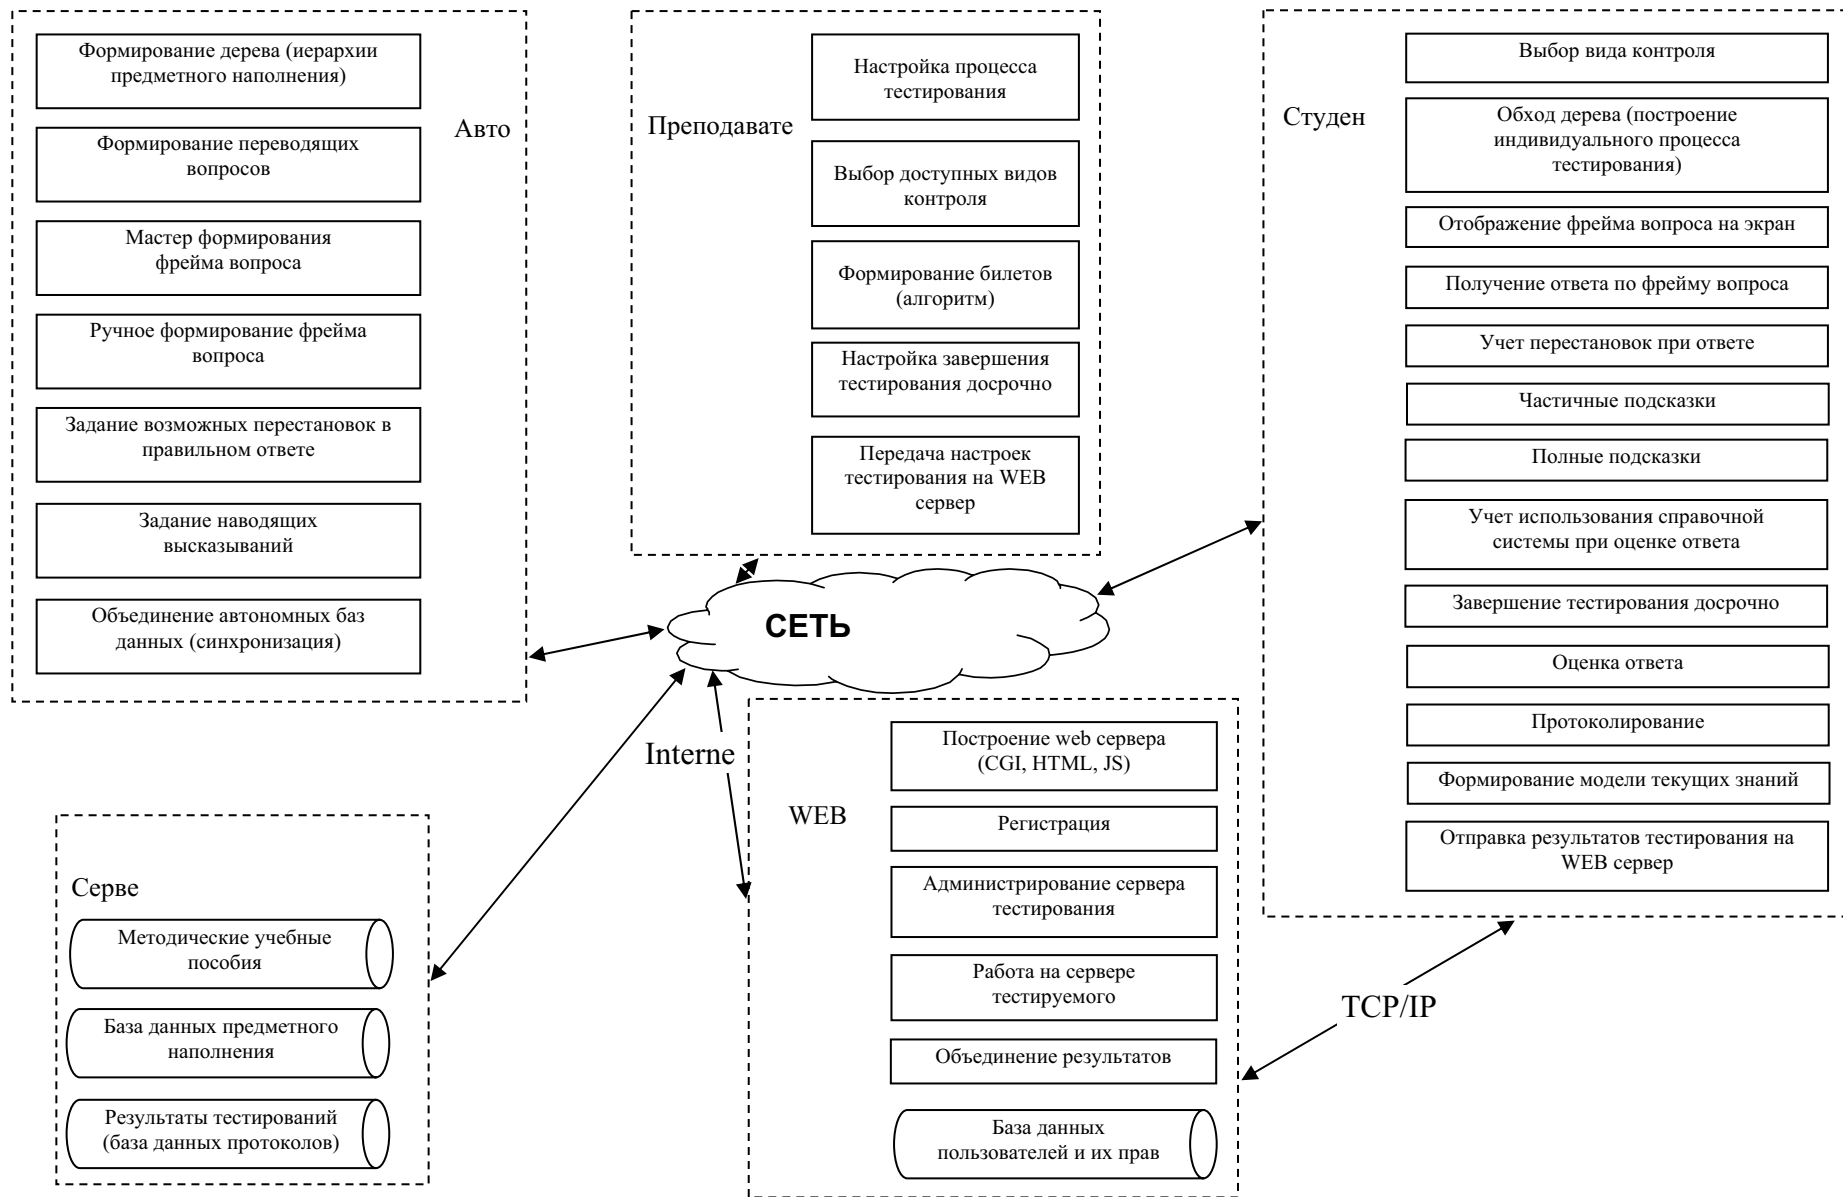 Формирование дерева (иерархии
предметного наполнения)
Авто
Формирование переводящих
вопросов
Мастер формирования
фрейма вопроса
Ручное формирование фрейма
вопроса
Задание возможных перестановок в
правильном ответе
Задание наводящих
высказываний
Объединение автономных баз
данных (синхронизация)
Преподавате
Настройка процесса
тестирования
Выбор доступных видов
контроля
Формирование билетов
(алгоритм)
Настройка завершения
тестирования досрочно
Передача настроек
тестирования на WEB
сервер
Студен
Выбор вида контроля
Обход дерева (построение
индивидуального процесса
тестирования)
Отображение фрейма вопроса на экран
Получение ответа по фрейму вопроса
Учет перестановок при ответе
Частичные подсказки
Полные подсказки
Учет использования справочной
системы при оценке ответа
Завершение тестирования досрочно
Оценка ответа
Протоколирование
Формирование модели текущих знаний
Отправка результатов тестирования на
WEB сервер
СЕТЬ
Interne
WEB
Построение web сервера
(CGI, HTML, JS)
Регистрация
Администрирование сервера
тестирования
Работа на сервере
тестируемого
Объединение результатов
База данных
пользователей и их прав
TCP/IP
Серве
Методические учебные
пособия
База данных предметного
наполнения
Результаты тестирований
(база данных протоколов)